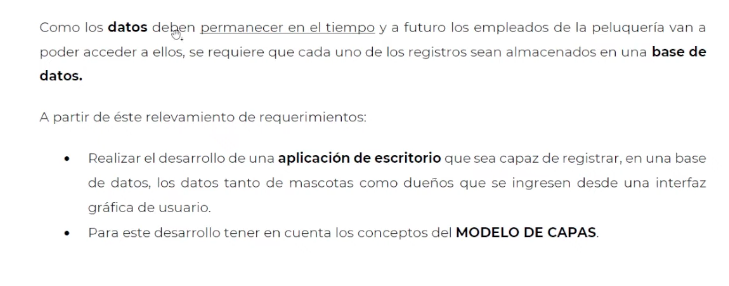 Como los datos deben permanecer en el tiempo y a futuro los empleados de la peluquería van a
poder acceder a ellos, se requiere que cada uno de los registros sean almacenados en una base de
datos.
A partir de éste relevamiento de requerimientos:
• Realizar el desarrollo de una aplicación de escritorio que sea capaz de registrar, en una base
de datos, los datos tanto de mascotas como dueños que se ingresen desde una interfaz
gráfica de usuario.
• Para este desarrollo tener en cuenta los conceptos del MODELO DE CAPAS.